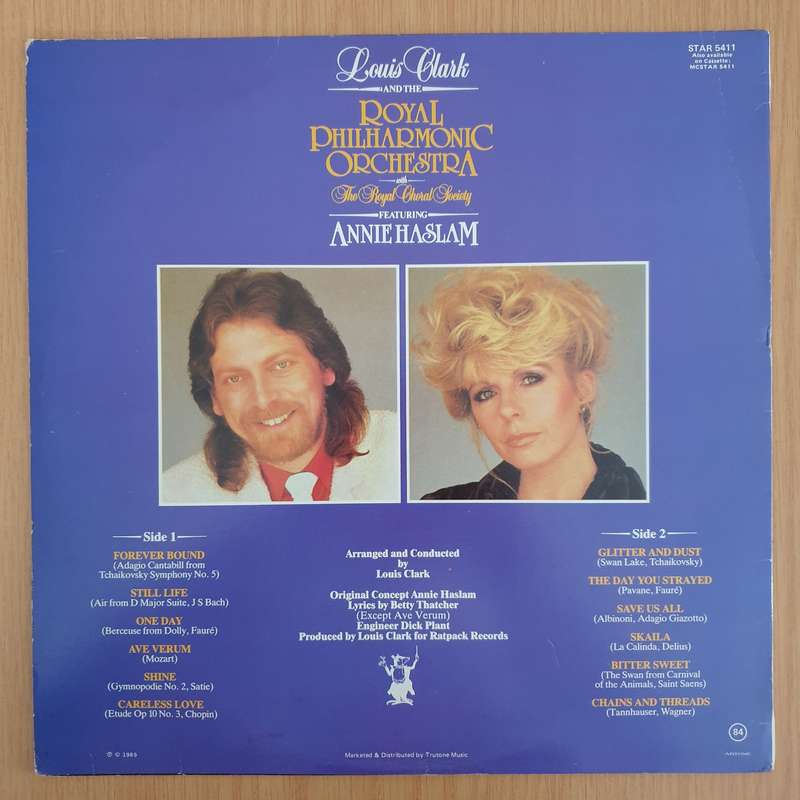 STAR 5411
Also available
on Cassette:
MCSTAR 5411
Louis Clark
AND THE
ROYAL
PHILHARMONIC
ORCHESTRA
with
The Royal Choral Society
FEATURING
ANNIE HASLAM
Side 1
FOREVER BOUND
(Adagio Cantabill from
Tchaikovsky Symphony No. 5)
STILL LIFE
(Air from D Major Suite, J S Bach)
ONE DAY
(Berceuse from Dolly, Fauré)
AVE VERUM
(Mozart)
SHINE
(Gymnopodie No. 2, Satie)
CARELESS LOVE
(Etude Op 10 No. 3, Chopin)
Arranged and Conducted
by
Louis Clark
Original Concept Annie Haslam
Lyrics by Betty Thatcher
(Except Ave Verum)
Engineer Dick Plant
Produced by Louis Clark for Ratpack Records
Side 2
GLITTER AND DUST
(Swan Lake, Tchaikovsky)
THE DAY YOU STRAYED
(Pavane, Fauré)
SAVE US ALL
(Albinoni, Adagio Giazotto)
SKAILA
(La Calinda, Delius)
BITTER SWEET
(The Swan from Carnival
of the Animals, Saint Saens)
CHAINS AND THREADS
(Tannhauser, Wagner)
℗ © 1985
Marketed & Distributed by Trutone Music
84